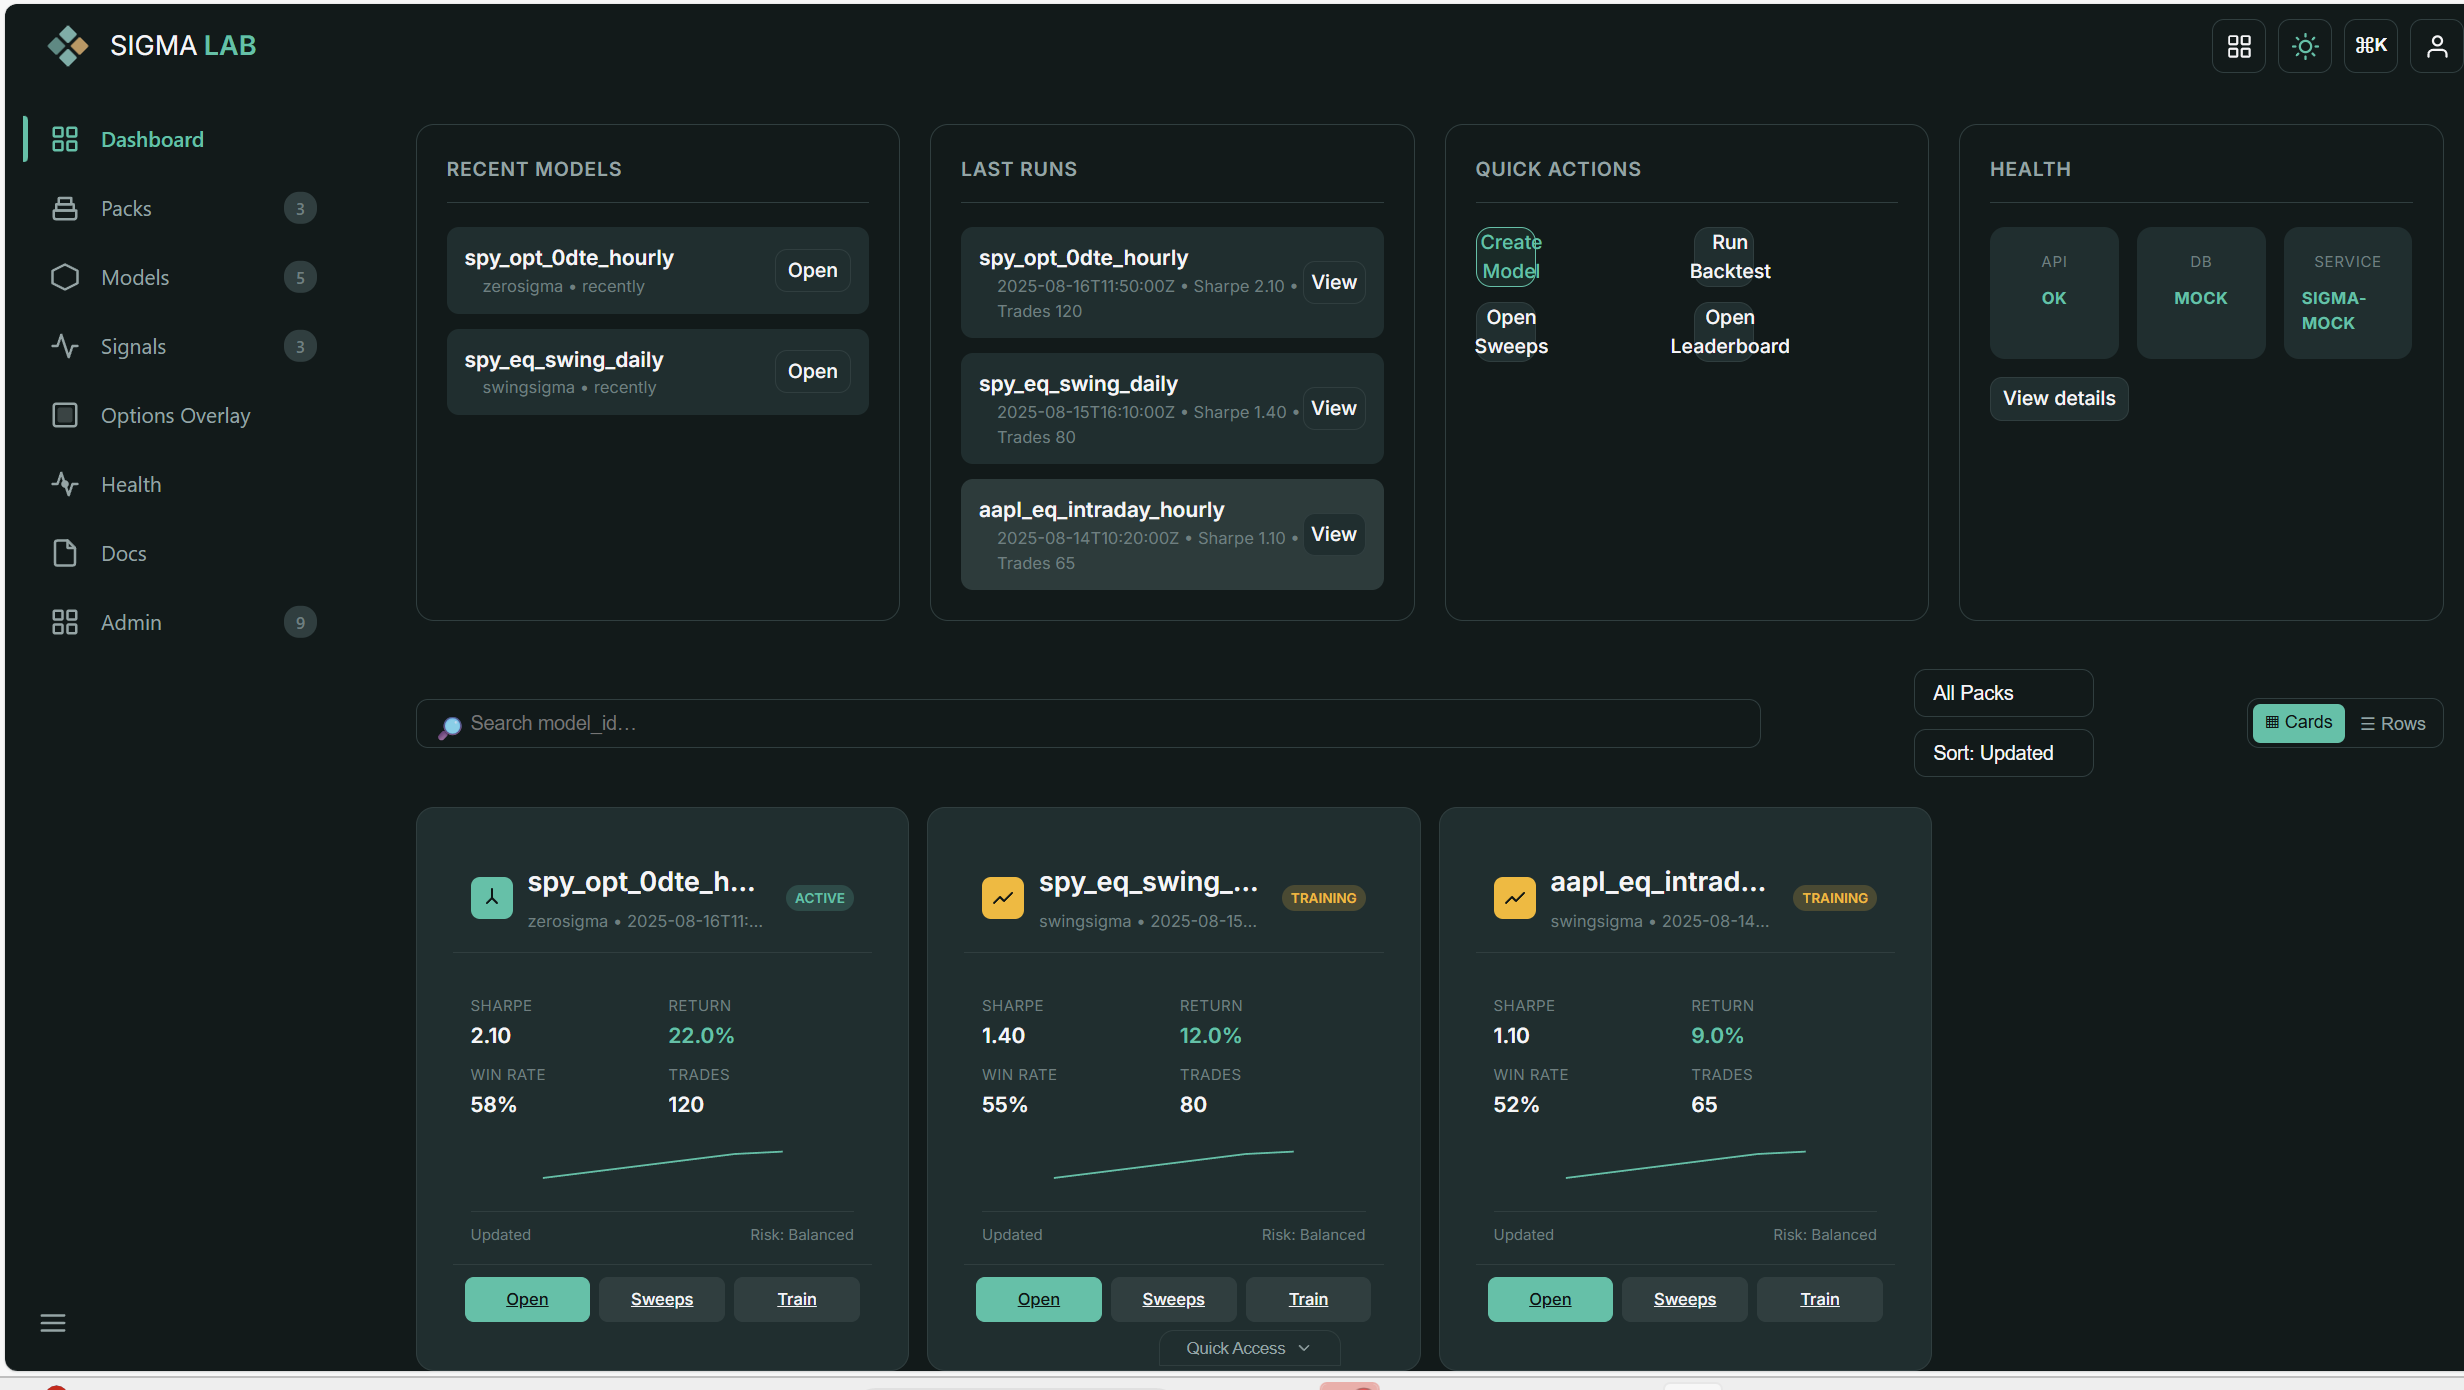 SIGMA LAB
⌘K
Dashboard
Packs 3
Models 5
Signals 3
Options Overlay
Health
Docs
Admin 9
RECENT MODELS
spy_opt_0dte_hourly
zerosigma • recently
Open
spy_eq_swing_daily
swingsigma • recently
Open
LAST RUNS
spy_opt_0dte_hourly
2025-08-16T11:50:00Z • Sharpe 2.10 •
Trades 120
View
spy_eq_swing_daily
2025-08-15T16:10:00Z • Sharpe 1.40 •
Trades 80
View
aapl_eq_intraday_hourly
2025-08-14T10:20:00Z • Sharpe 1.10 •
Trades 65
View
QUICK ACTIONS
Create
Model
Run
Backtest
Open
Sweeps
Open
Leaderboard
HEALTH
API
OK
DB
MOCK
SERVICE
SIGMA-
MOCK
View details
Search model_id...
All Packs
Sort: Updated
Cards
Rows
spy_opt_0dte_h...
zerosigma • 2025-08-16T11:...
ACTIVE
SHARPE RETURN
2.10 22.0%
WIN RATE TRADES
58% 120
Updated Risk: Balanced
Open Sweeps Train
spy_eq_swing_...
swingsigma • 2025-08-15...
TRAINING
SHARPE RETURN
1.40 12.0%
WIN RATE TRADES
55% 80
Updated Risk: Balanced
Open Sweeps Train
aapl_eq_intrad...
swingsigma • 2025-08-14...
TRAINING
SHARPE RETURN
1.10 9.0%
WIN RATE TRADES
52% 65
Updated Risk: Balanced
Open Sweeps Train
Quick Access